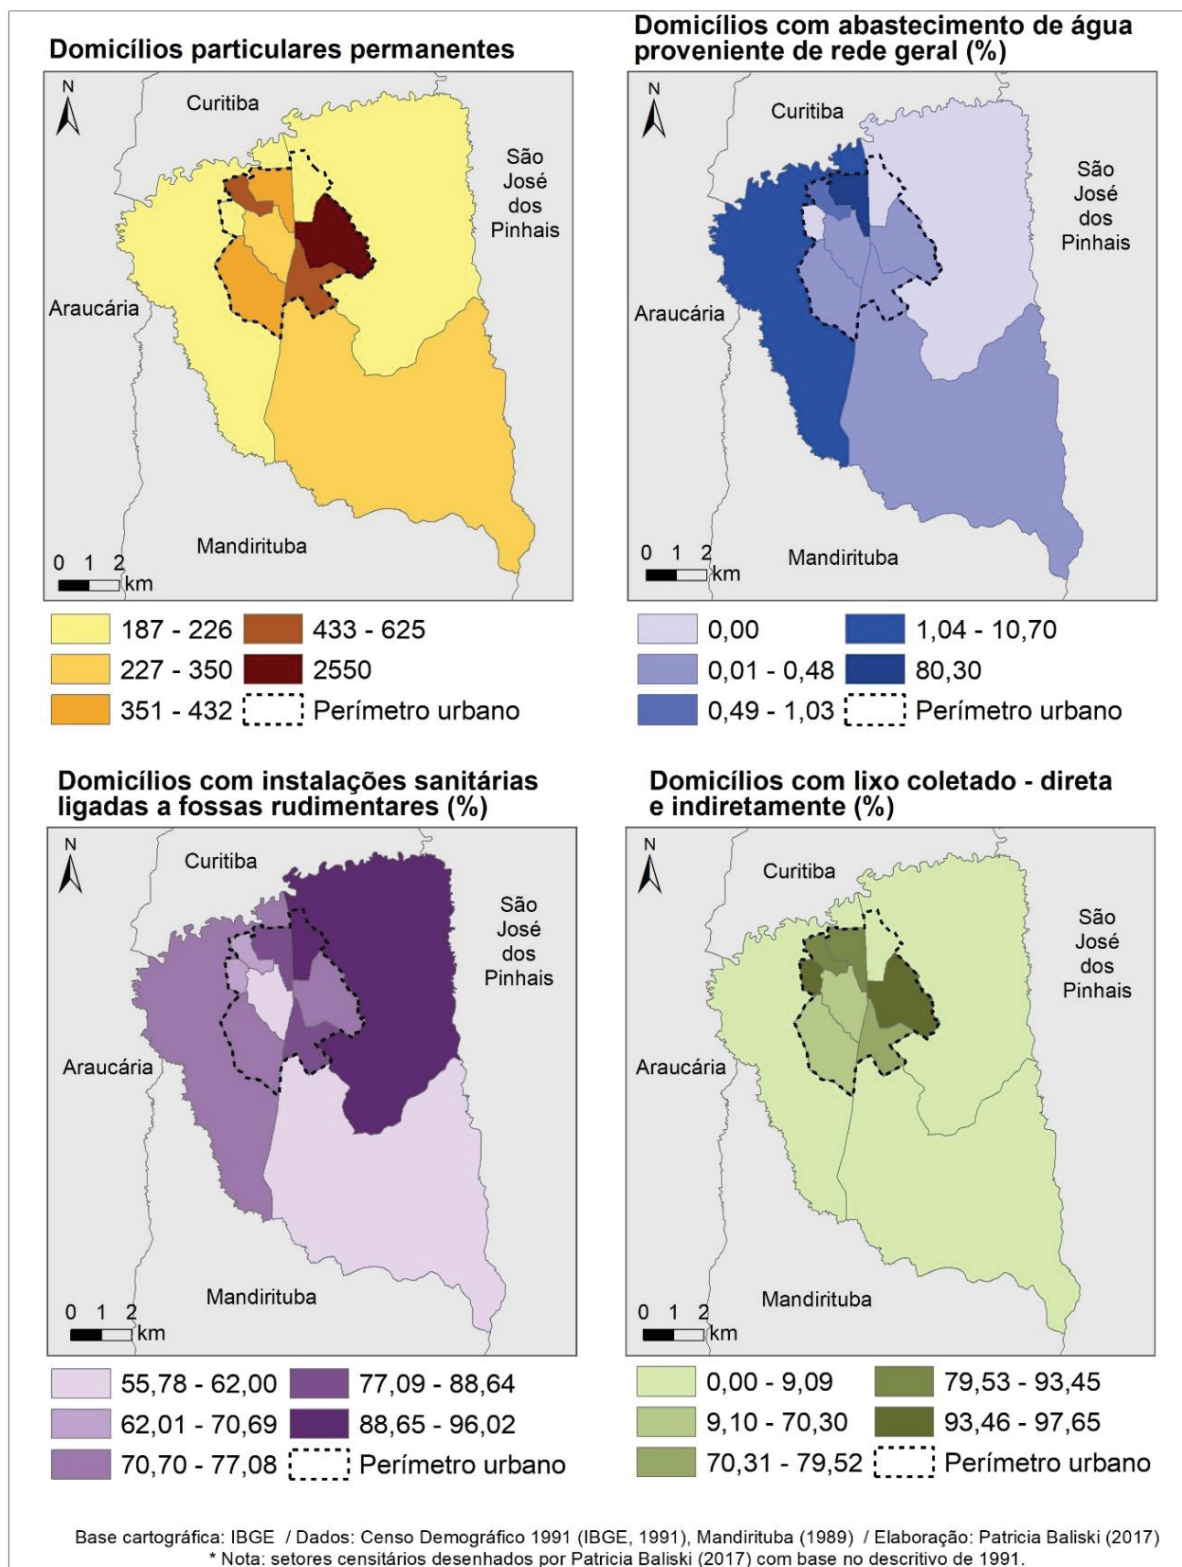 Domicílios particulares permanentes
N
Curitiba
São
José
dos
Pinhais
Araucária
Mandirituba
0 1 2
km
187 - 226
227 - 350
351 - 432
433 - 625
2550
Perímetro urbano
Domicílios com abastecimento de água
proveniente de rede geral (%)
N
Curitiba
São
José
dos
Pinhais
Araucária
Mandirituba
0 1 2
km
0,00
0,01 - 0,48
0,49 - 1,03
1,04 - 10,70
80,30
Perímetro urbano
Domicílios com instalações sanitárias
ligadas a fossas rudimentares (%)
N
Curitiba
São
José
dos
Pinhais
Araucária
Mandirituba
0 1 2
km
55,78 - 62,00
62,01 - 70,69
70,70 - 77,08
77,09 - 88,64
88,65 - 96,02
Perímetro urbano
Domicílios com lixo coletado - direta
e indiretamente (%)
N
Curitiba
São
José
dos
Pinhais
Araucária
Mandirituba
0 1 2
km
0,00 - 9,09
9,10 - 70,30
70,31 - 79,52
79,53 - 93,45
93,46 - 97,65
Perímetro urbano
Base cartográfica: IBGE / Dados: Censo Demográfico 1991 (IBGE, 1991), Mandirituba (1989) / Elaboração: Patricia Baliski (2017)
* Nota: setores censitários desenhados por Patricia Baliski (2017) com base no descritivo de 1991.